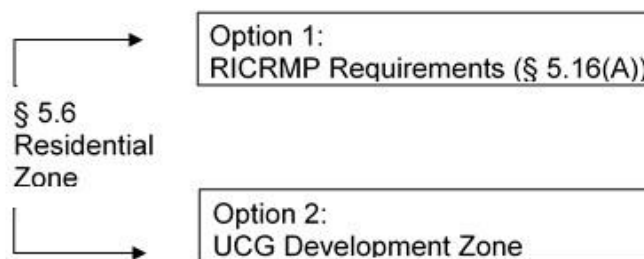 Option 1:
RICRMP Requirements (§ 5.16(A))
§ 5.6
Residential
Zone
Option 2:
UCG Development Zone